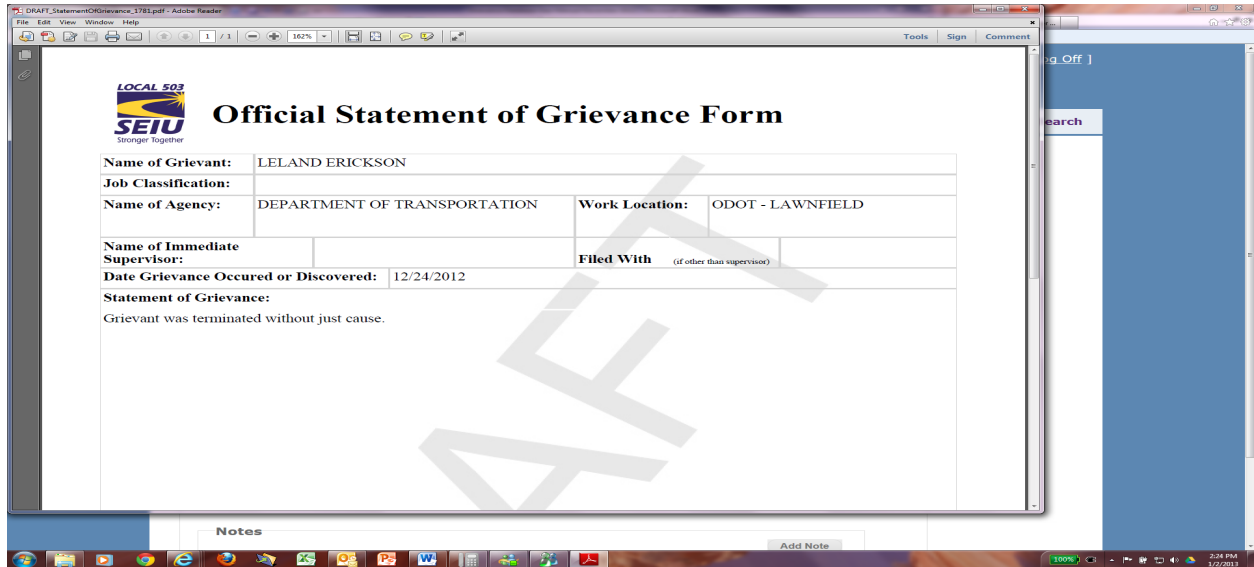 DRAFT_StatementOfGrievance_1781.pdf - Adobe Reader
File Edit View Window Help
1 / 1 162% Tools Sign Comment
og Off ]
earch
LOCAL 503
SEIU
Stronger Together
Official Statement of Grievance Form
Name of Grievant: LELAND ERICKSON
Job Classification:
Name of Agency: DEPARTMENT OF TRANSPORTATION Work Location: ODOT - LAWNFIELD
Name of Immediate
Supervisor: Filed With (if other than supervisor)
Date Grievance Occured or Discovered: 12/24/2012
Statement of Grievance:
Grievant was terminated without just cause.
AFT
Notes
Add Note
100% 2:24 PM
1/2/2013